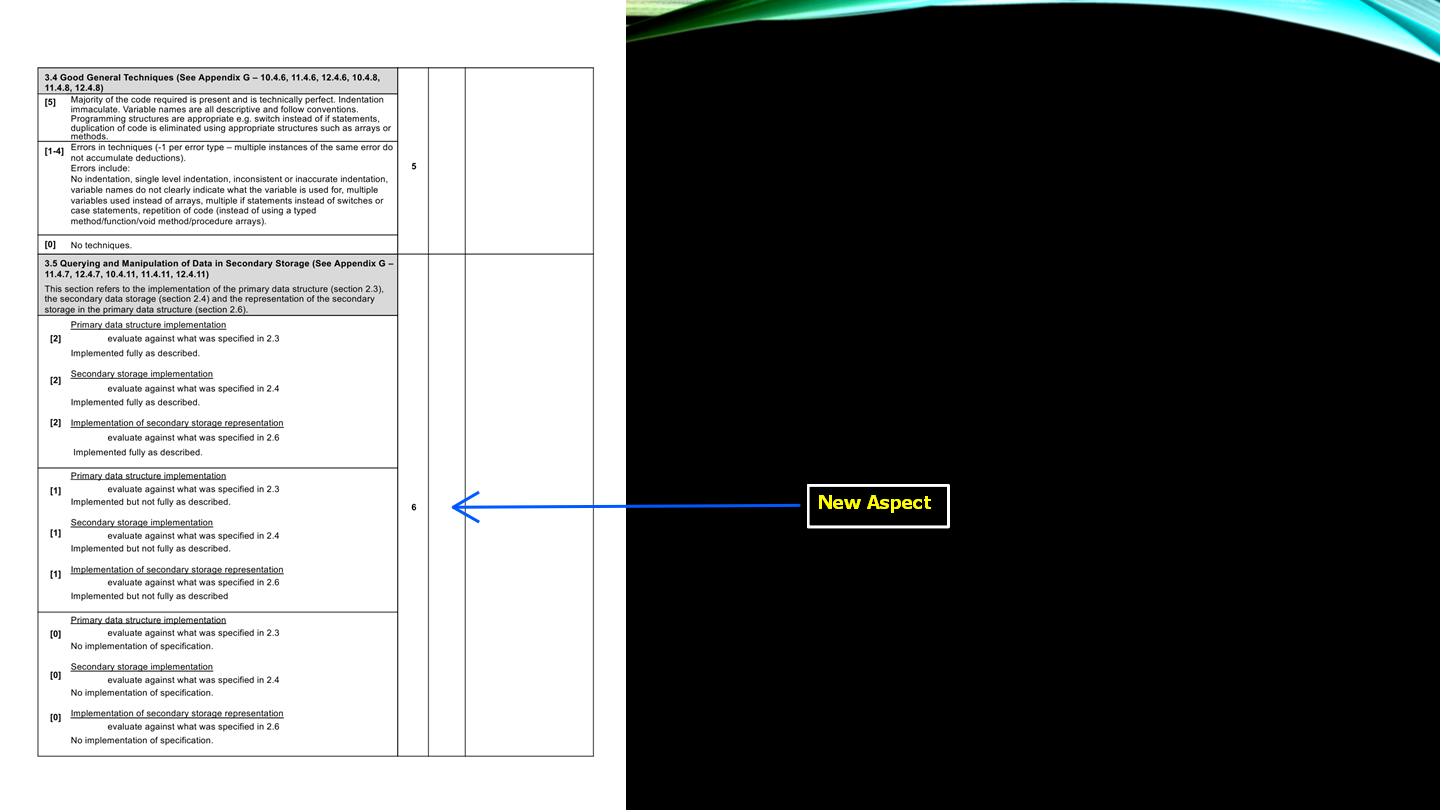 3.4 Good General Techniques (See Appendix G – 10.4.6, 11.4.6, 12.4.6, 10.4.8,
11.4.8, 12.4.8)
[5] Majority of the code required is present and is technically perfect. Indentation
immaculate. Variable names are all descriptive and follow conventions.
Programming structures are appropriate e.g. switch instead of if statements,
duplication of code is eliminated using appropriate structures such as arrays or
methods.
[1-4] Errors in techniques (-1 per error type – multiple instances of the same error do
not accumulate deductions).
Errors include:
No indentation, single level indentation, inconsistent or inaccurate indentation,
variable names do not clearly indicate what the variable is used for, multiple
variables used instead of arrays, multiple if statements instead of switches or
case statements, repetition of code (instead of using a typed
method/function/void method/procedure arrays).
5
[0] No techniques.
3.5 Querying and Manipulation of Data in Secondary Storage (See Appendix G –
11.4.7, 12.4.7, 10.4.11, 11.4.11, 12.4.11)
This section refers to the implementation of the primary data structure (section 2.3),
the secondary data storage (section 2.4) and the representation of the secondary
storage in the primary data structure (section 2.6).
Primary data structure implementation
[2] evaluate against what was specified in 2.3
Implemented fully as described.
Secondary storage implementation
[2] evaluate against what was specified in 2.4
Implemented fully as described.
[2] Implementation of secondary storage representation
evaluate against what was specified in 2.6
Implemented fully as described.
Primary data structure implementation
[1] evaluate against what was specified in 2.3
Implemented but not fully as described.
Secondary storage implementation
[1] evaluate against what was specified in 2.4
Implemented but not fully as described.
Implementation of secondary storage representation
[1] evaluate against what was specified in 2.6
Implemented but not fully as described
6
New Aspect
Primary data structure implementation
[0] evaluate against what was specified in 2.3
No implementation of specification.
Secondary storage implementation
[0] evaluate against what was specified in 2.4
No implementation of specification.
Implementation of secondary storage representation
[0] evaluate against what was specified in 2.6
No implementation of specification.